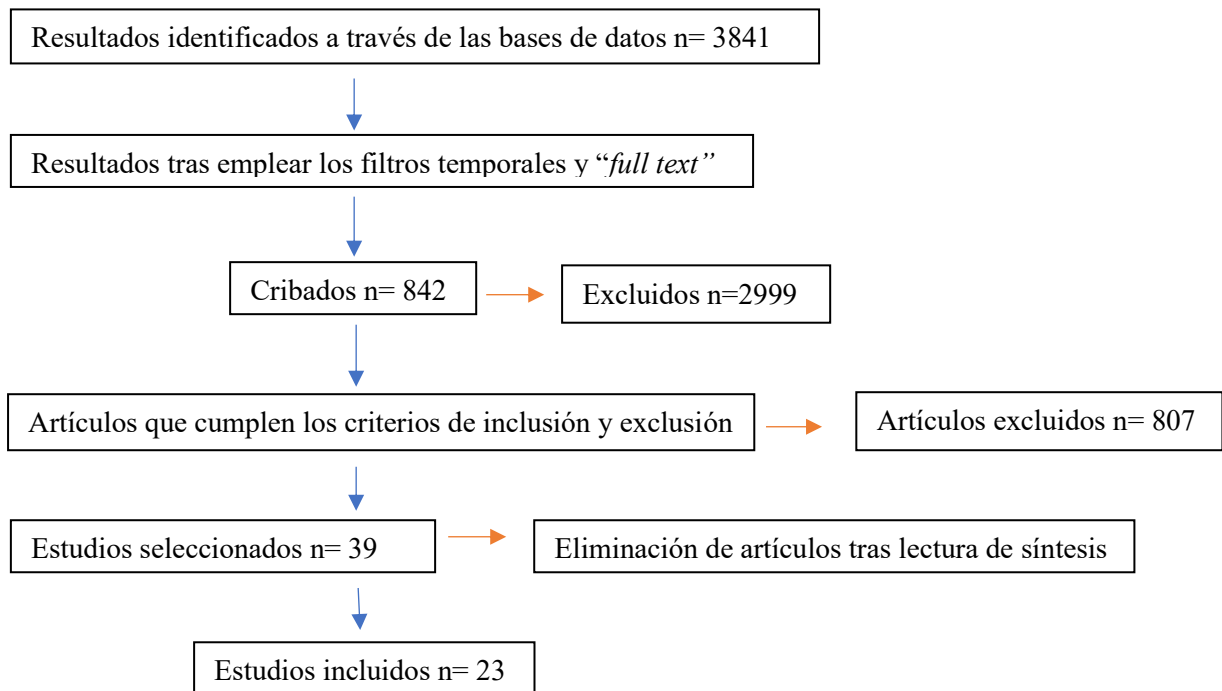 Resultados identificados a través de las bases de datos n= 3841
Resultados tras emplear los filtros temporales y “full text”
Cribados n= 842
Excluidos n=2999
Artículos que cumplen los criterios de inclusión y exclusión
Artículos excluidos n= 807
Estudios seleccionados n= 39
Eliminación de artículos tras lectura de síntesis
Estudios incluidos n= 23